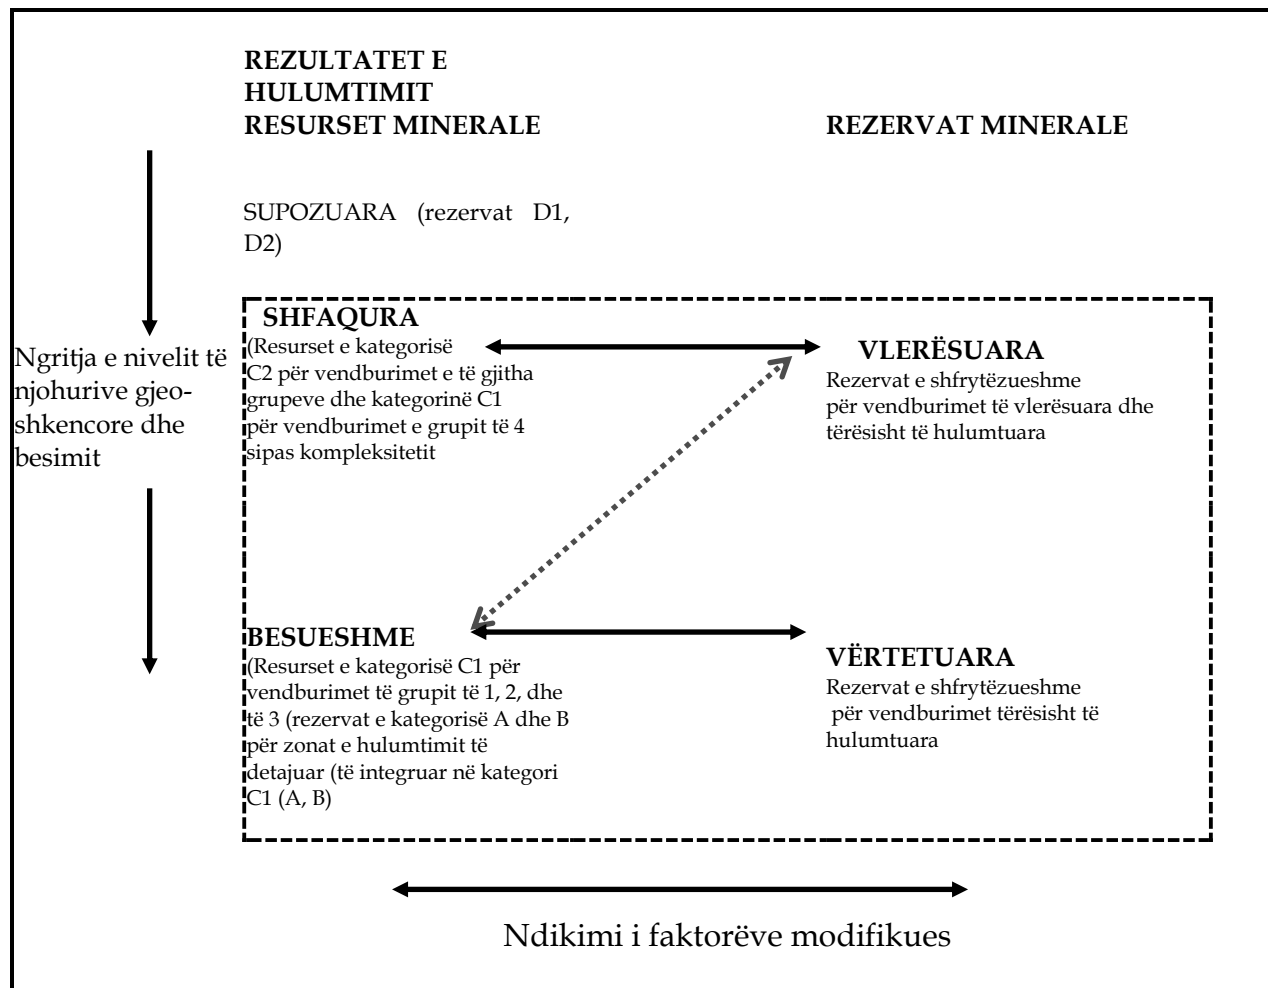 REZULTATET E
HULUMTIMIT
RESURSET MINERALE
REZERVAT MINERALE
SUPOZUARA (rezervat D1,
D2)
Ngritja e nivelit të
njohurive gjeo-
shkencore dhe
besimit
SHFAQURA
(Resurset e kategorisë
C2 për vendburimet e të gjitha
grupeve dhe kategorinë C1
për vendburimet e grupit të 4
sipas kompleksitetit
VLERËSUARA
Rezervat e shfrytëzueshme
për vendburimet të vlerësuara dhe
tërësisht të hulumtuara
BESUESHME
(Resurset e kategorisë C1 për
vendburimet të grupit të 1, 2, dhe
të 3 (rezervat e kategorisë A dhe B
për zonat e hulumtimit të
detajuar (të integruar në kategori
C1 (A, B)
VËRTETUARA
Rezervat e shfrytëzueshme
për vendburimet tërësisht të
hulumtuara
Ndikimi i faktorëve modifikues